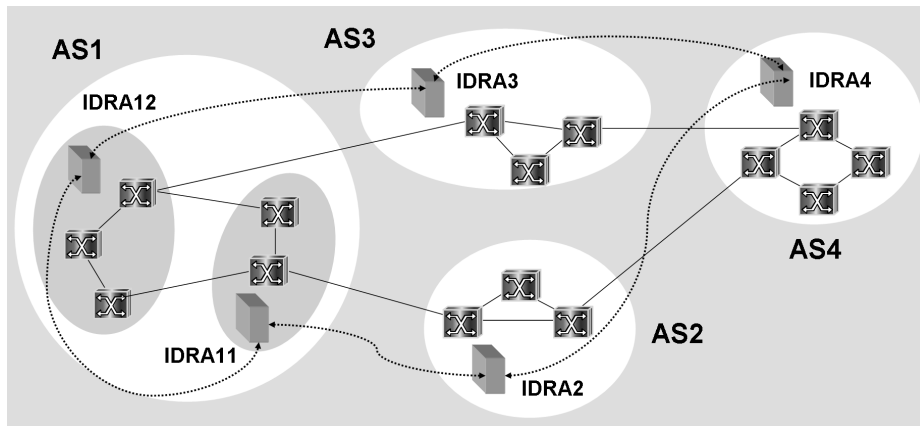 AS1
AS3
IDRA12
IDRA3
IDRA4
AS4
IDRA11
AS2
IDRA2